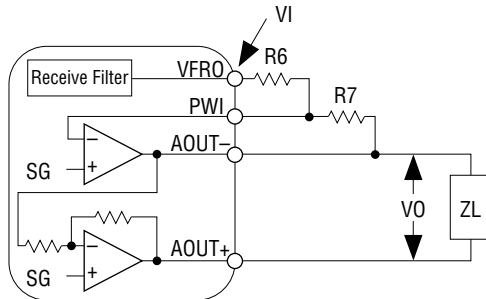 VI
Receive Filter
VFRO
R6
PWI
R7
AOUT−
−
+
SG
VO
ZL
AOUT+
−
+
SG